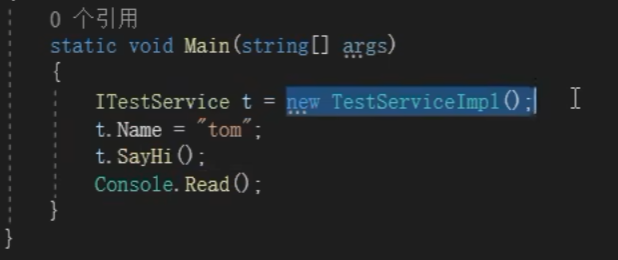 0 个引用
static void Main(string[] args)
{
ITestService t = new TestServiceImpl();
t.Name = "tom";
t.SayHi();
Console.Read();
}
}